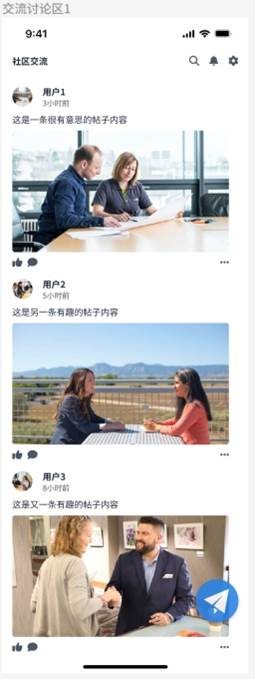 交流讨论区1
9:41
社区交流
用户1
3小时前
这是一条很有意思的帖子内容
用户2
5小时前
这是另一条有趣的帖子内容
用户3
8小时前
这是又一条有趣的帖子内容